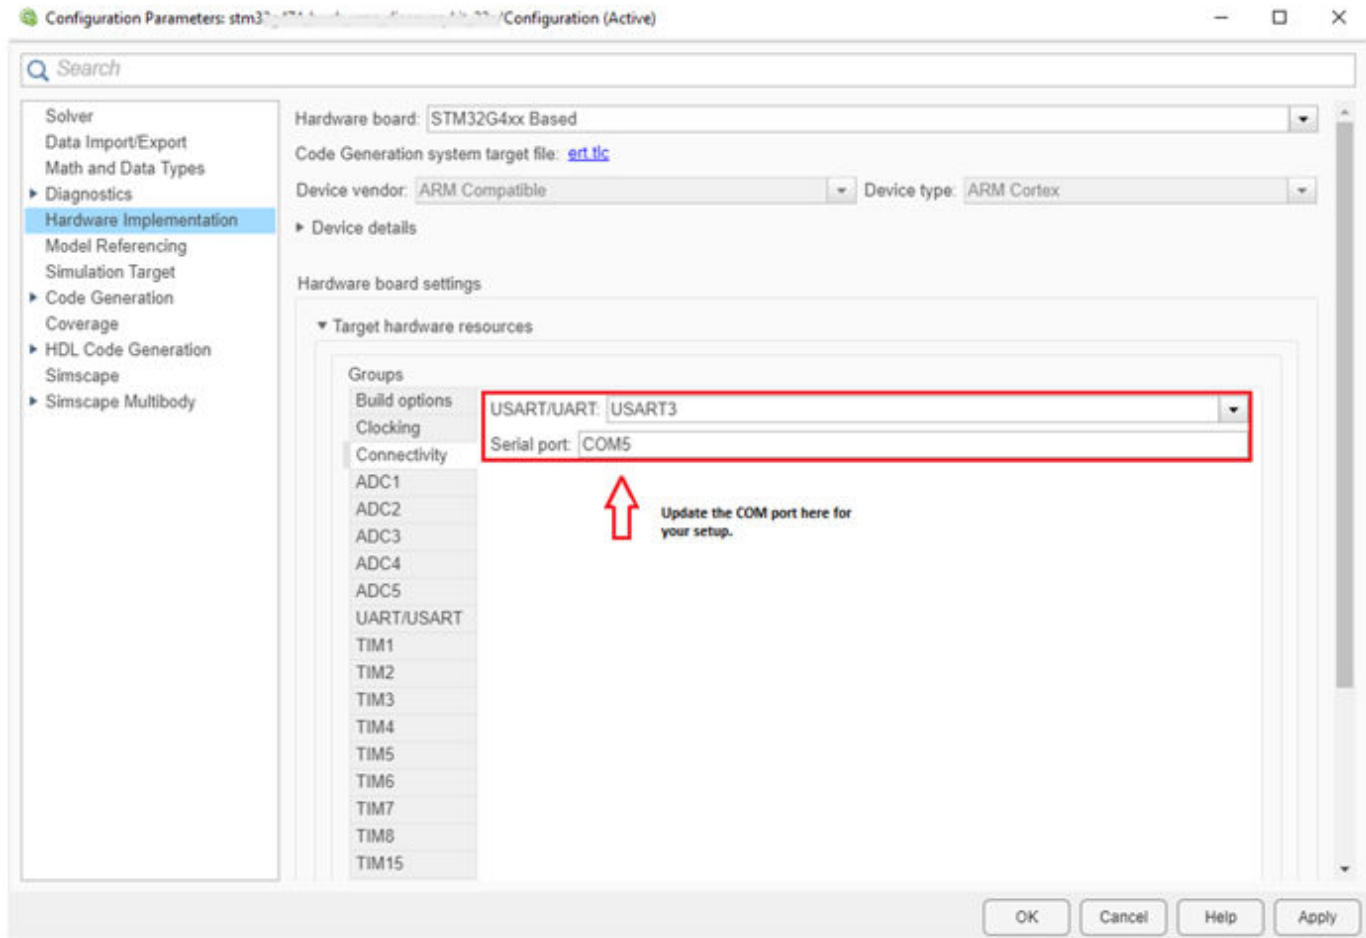 Configuration Parameters: /Configuration (Active)
Search
Solver
Data Import/Export
Math and Data Types
Diagnostics
Hardware Implementation
Model Referencing
Simulation Target
Code Generation
Coverage
HDL Code Generation
Simscape
Simscape Multibody
Hardware board: STM32G4xx Based
Code Generation system target file: ert.tlc
Device vendor: ARM Compatible Device type: ARM Cortex
Device details
Hardware board settings
Target hardware resources
Groups
Build options
Clocking
Connectivity
ADC1
ADC2
ADC3
ADC4
ADC5
UART/USART
TIM1
TIM2
TIM3
TIM4
TIM5
TIM6
TIM7
TIM8
TIM15
USART/UART: USART3
Serial port: COM5
Update the COM port here for
your setup.
OK Cancel Help Apply